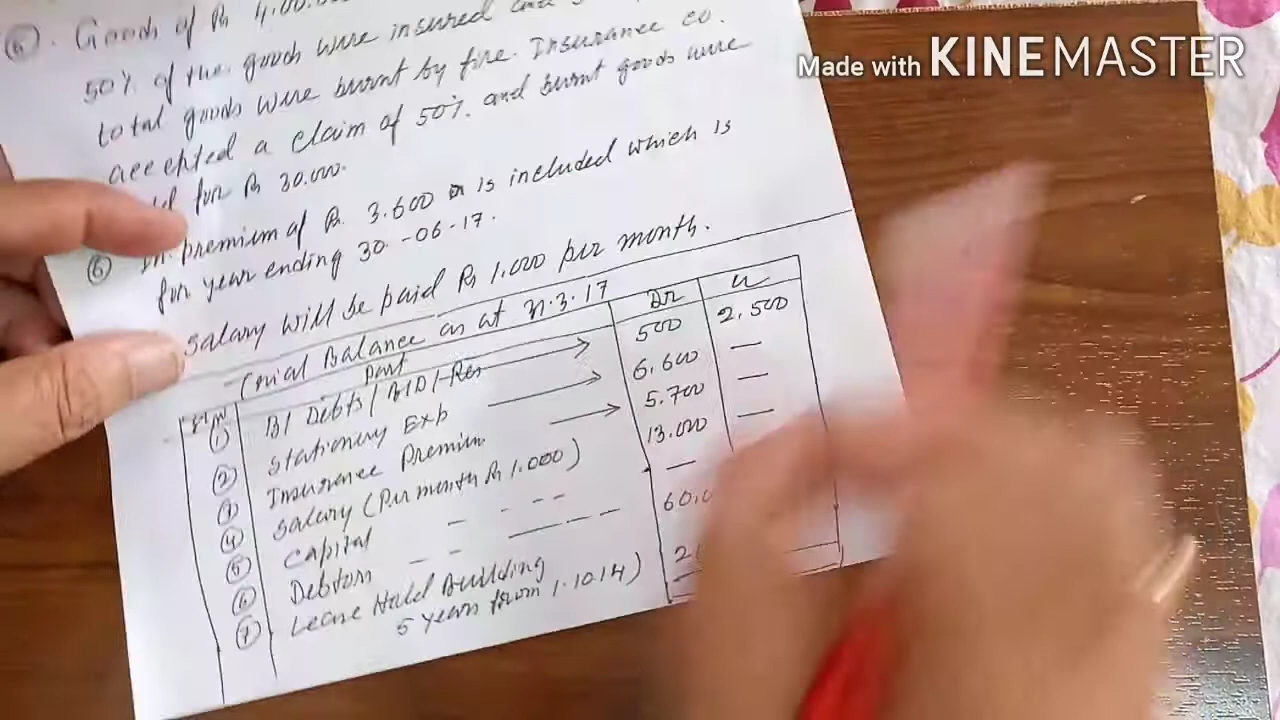 Made with KINEMASTER
Goods of Rs 4.00.000
50% of the goods were insured and
total goods were burnt by fire. Insurance co.
accepted a claim of 50% and burnt goods were
for Rs 30.000.
(6) In. premium of Rs. 3.600 is included which is
for year ending 30-06-17.
salary will be paid Rs 1.000 per month.
Trial Balance as at 31.3.17
Part Dr Cr
(1) B/Debts/B/D/Res 500 2.500
(2) Stationery Exp 6.600 —
(3) Insurance Premium 5.700 —
(4) Salary (Per month Rs 1.000) 13.000 —
(5) Capital —
(6) Debtors
(7) Lease Hold Building
5 years from 1.10.14)